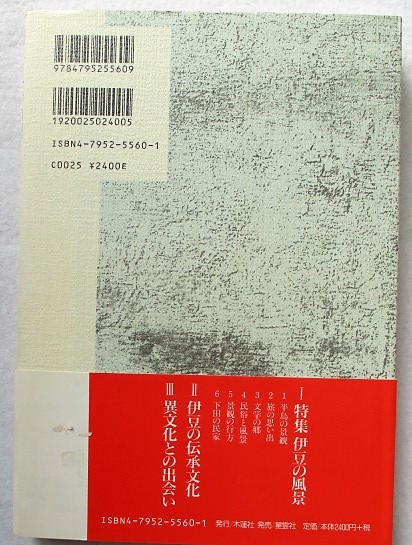 9784795255609
1920025024005
ISBN4-7952-5560-1
C0025 ¥2400E
Ⅰ 特集 伊豆の風景
1 半島の景観
2 旅の思い出
3 文学の郷
4 民俗と風景
5 景観の行方
6 下田の民家
Ⅱ 伊豆の伝承文化
Ⅲ 異文化との出会い
ISBN4-7952-5560-1 発行/木蓮社 発売/星雲社 定価/本体2400円+税